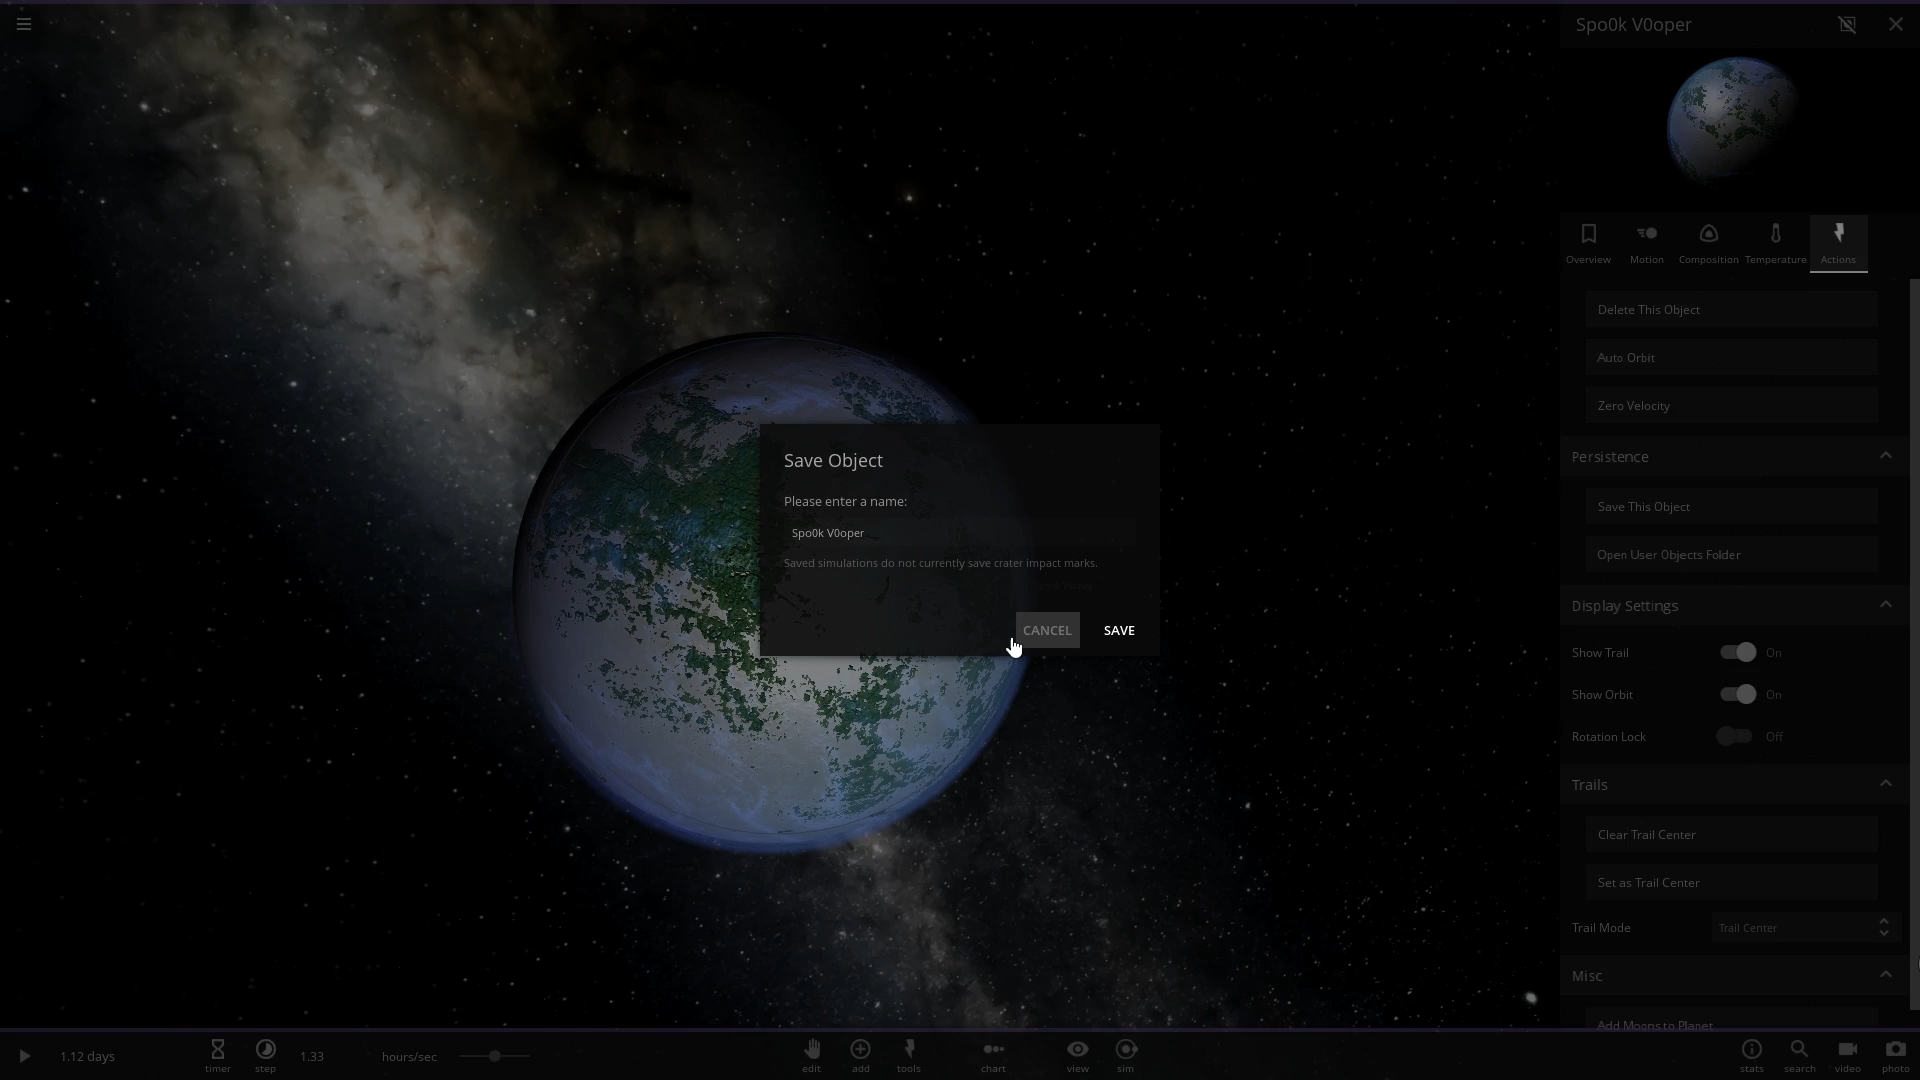 Spo0k V0oper
Overview Motion Composition Temperature Actions
Delete This Object
Auto Orbit
Zero Velocity
Persistence
Save This Object
Open User Objects Folder
Display Settings
Show Trail On
Show Orbit On
Rotation Lock Off
Trails
Clear Trail Center
Set as Trail Center
Trail Mode Trail Center
Misc
Add Moons to Planet
Save Object
Please enter a name:
Spo0k V0oper
Saved simulations do not currently save crater impact marks.
CANCEL SAVE
1.12 days timer step 1.33 hours/sec edit add tools chart view sim stats search video photo